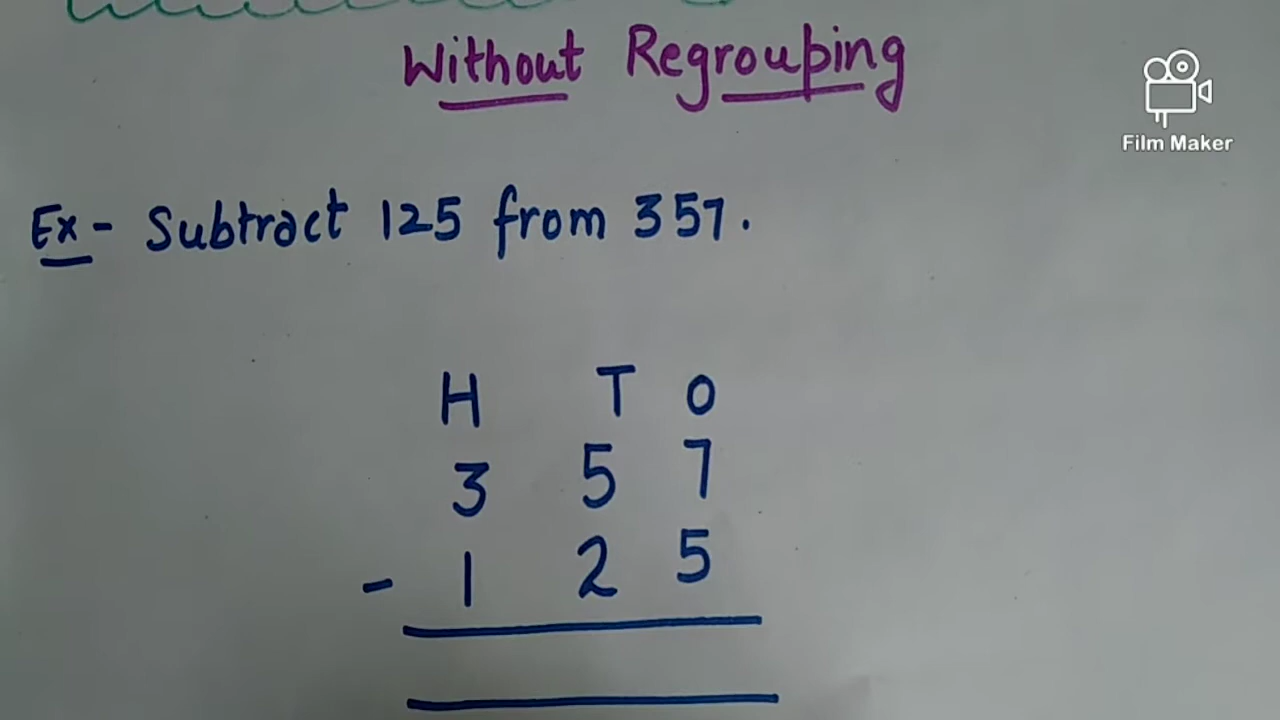 Without Regrouping
Film Maker
Ex- Subtract 125 from 357.
H T O
3 5 7
- 1 2 5